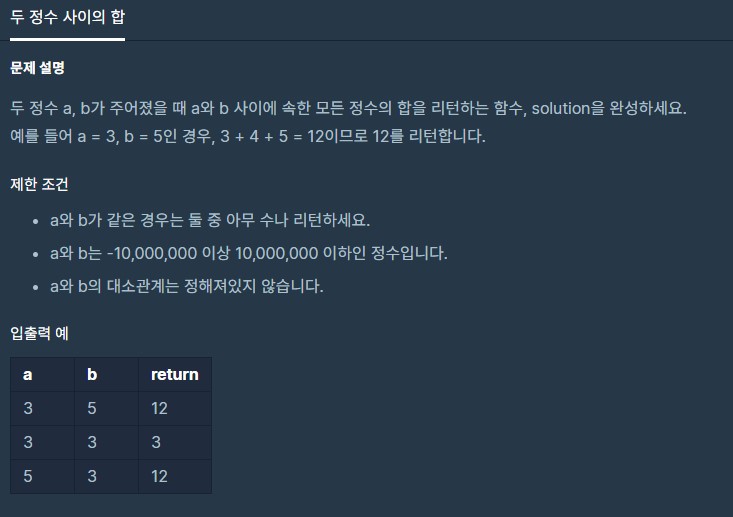 두 정수 사이의 합
문제 설명
두 정수 a, b가 주어졌을 때 a와 b 사이에 속한 모든 정수의 합을 리턴하는 함수, solution을 완성하세요.
예를 들어 a = 3, b = 5인 경우, 3 + 4 + 5 = 12이므로 12를 리턴합니다.
제한 조건
• a와 b가 같은 경우는 둘 중 아무 수나 리턴하세요.
• a와 b는 -10,000,000 이상 10,000,000 이하인 정수입니다.
• a와 b의 대소관계는 정해져있지 않습니다.
입출력 예
a b return
3 5 12
3 3 3
5 3 12